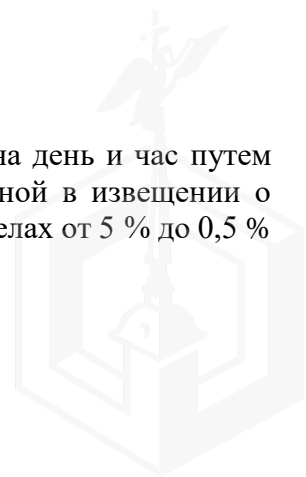 на день и час путем
ной в извещении о
елах от 5 % до 0,5 %